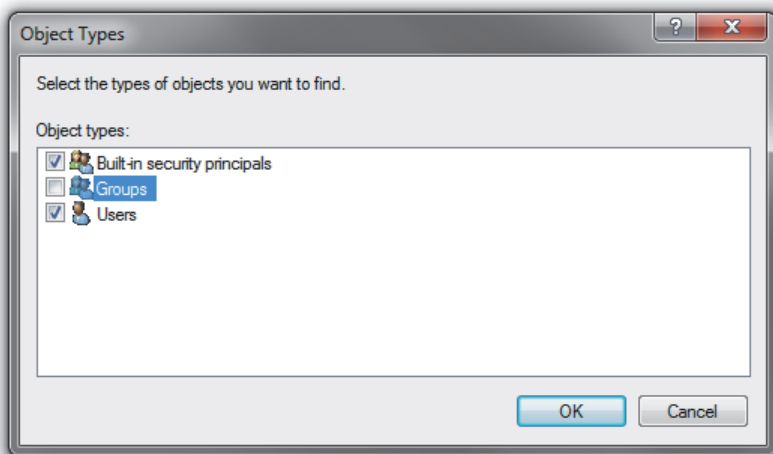 Object Types
Select the types of objects you want to find.
Object types:
Built-in security principals
Groups
Users
OK
Cancel